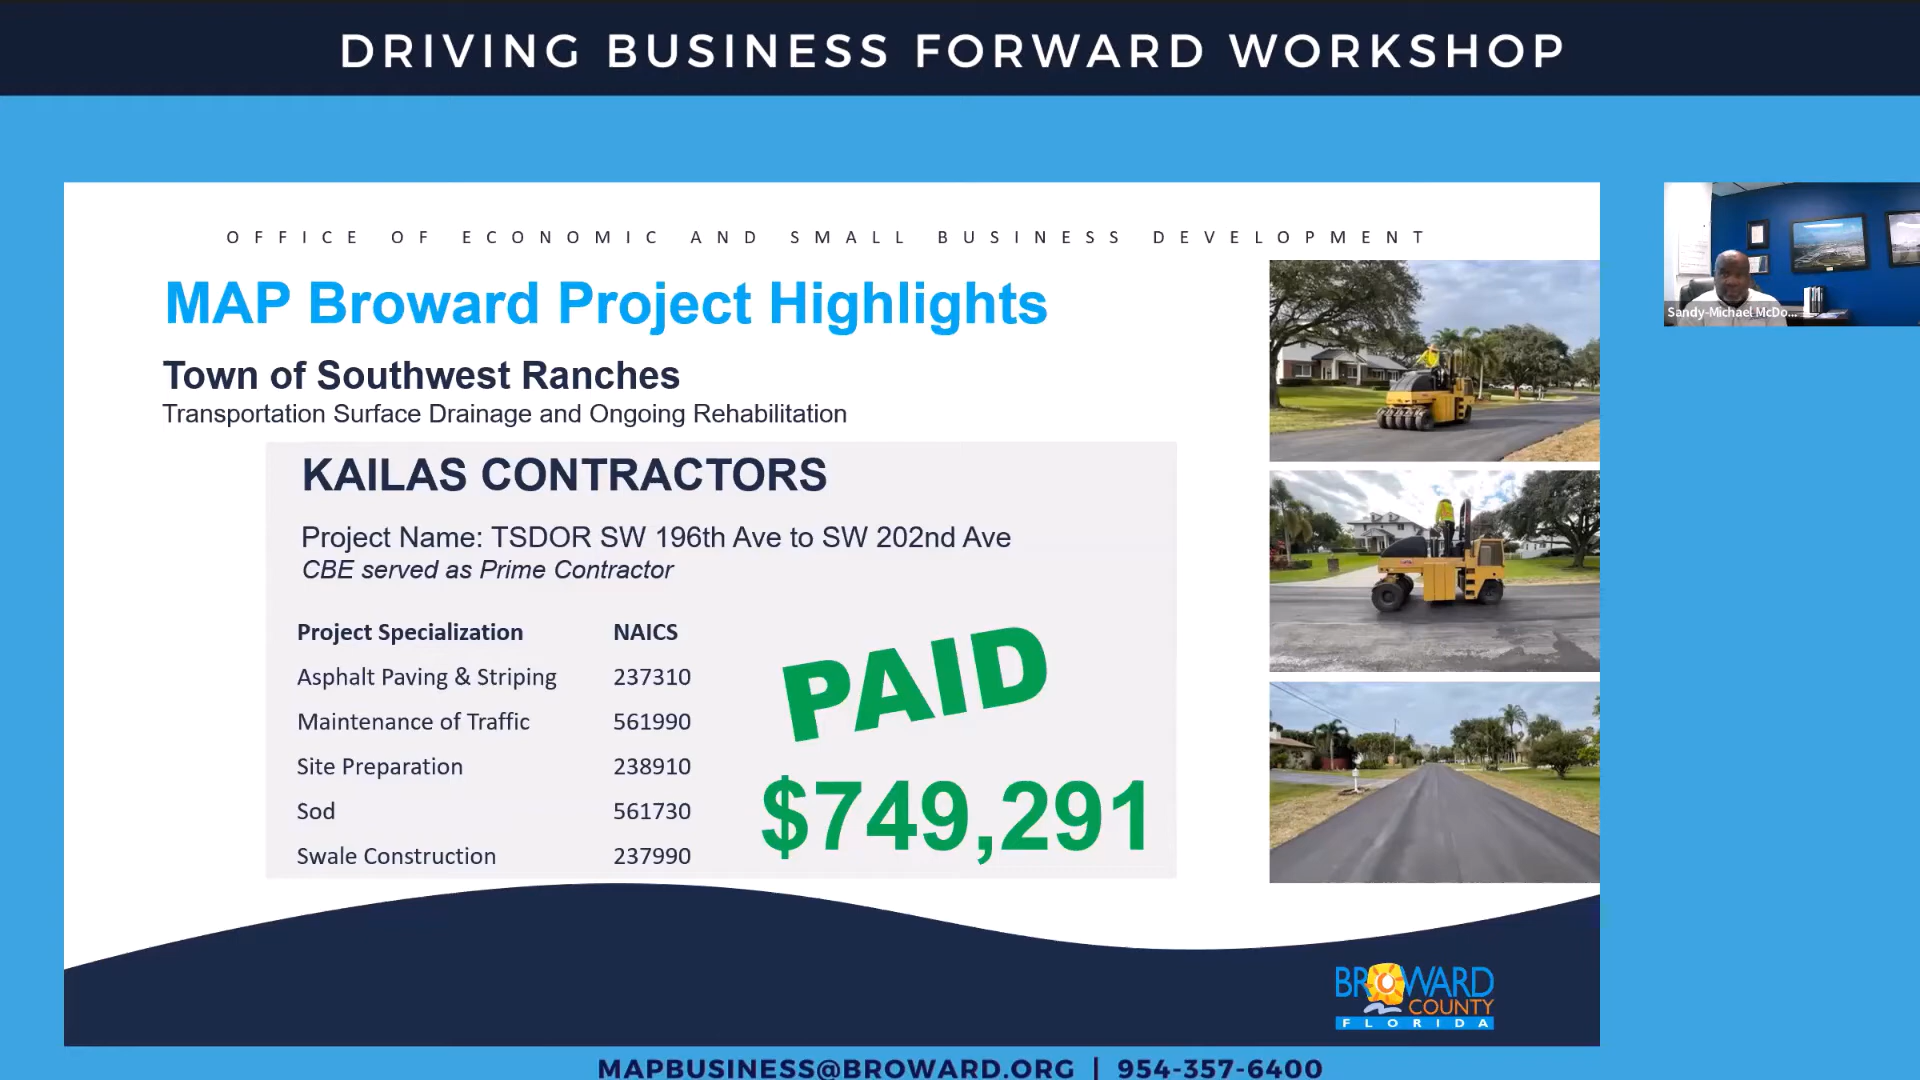 DRIVING BUSINESS FORWARD WORKSHOP
OFFICE OF ECONOMIC AND SMALL BUSINESS DEVELOPMENT
MAP Broward Project Highlights
Town of Southwest Ranches
Transportation Surface Drainage and Ongoing Rehabilitation
KAILAS CONTRACTORS
Project Name: TSDOR SW 196th Ave to SW 202nd Ave
CBE served as Prime Contractor
Project Specialization NAICS
Asphalt Paving & Striping 237310
Maintenance of Traffic 561990
Site Preparation 238910
Sod 561730
Swale Construction 237990
PAID
$749,291
Sandy-Michael McDo...
BROWARD
COUNTY
FLORIDA
MAPBUSINESS@BROWARD.ORG | 954-357-6400